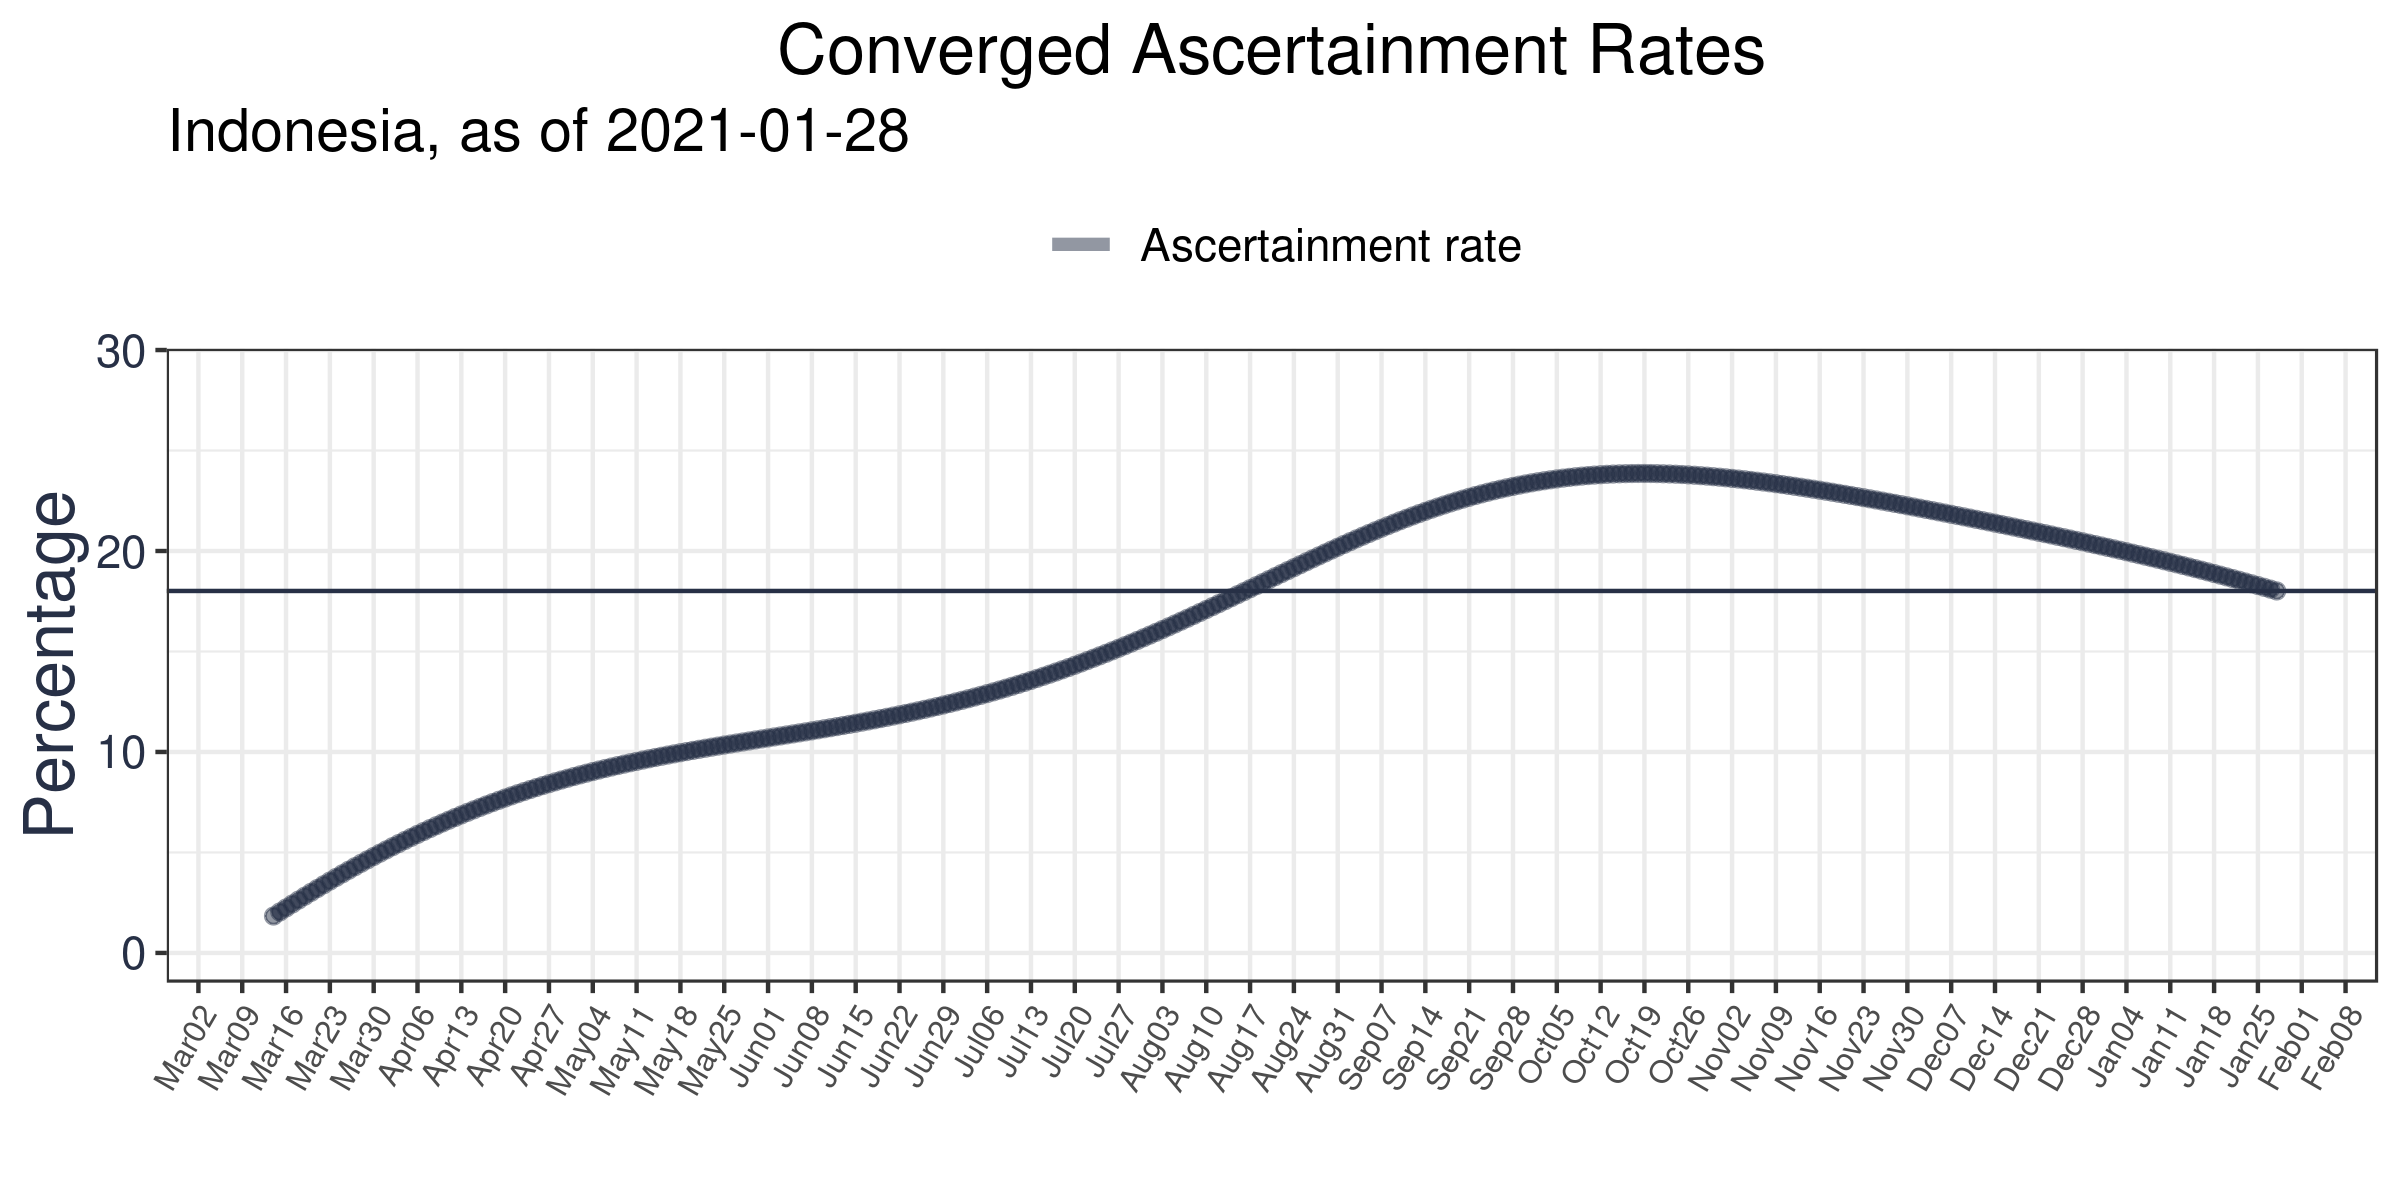 Converged Ascertainment Rates
Indonesia, as of 2021-01-28
Ascertainment rate
Percentage
30
20
10
0
Mar02 Mar09 Mar16 Mar23 Mar30 Apr06 Apr13 Apr20 Apr27 May04 May11 May18 May25 Jun01 Jun08 Jun15 Jun22 Jun29 Jul06 Jul13 Jul20 Jul27 Aug03 Aug10 Aug17 Aug24 Aug31 Sep07 Sep14 Sep21 Sep28 Oct05 Oct12 Oct19 Oct26 Nov02 Nov09 Nov16 Nov23 Nov30 Dec07 Dec14 Dec21 Dec28 Jan04 Jan11 Jan18 Jan25 Feb01 Feb08